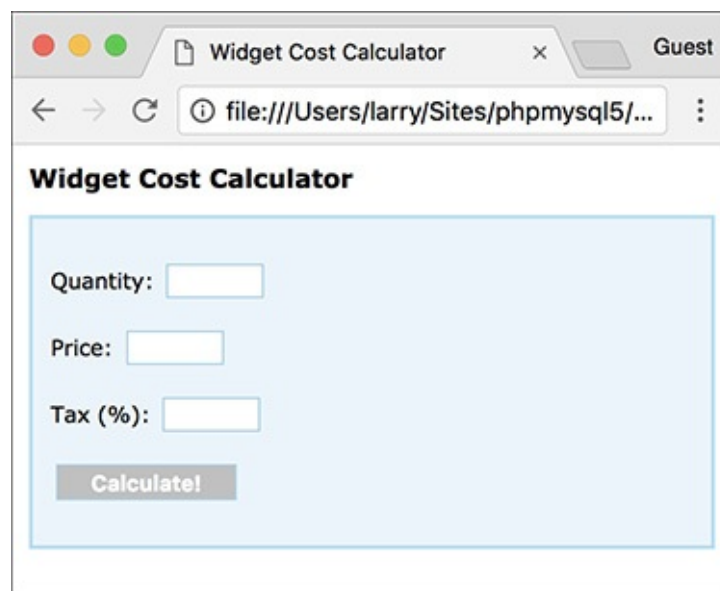 Widget Cost Calculator
Guest
file:///Users/larry/Sites/phpmysql5/...
Widget Cost Calculator
Quantity:
Price:
Tax (%):
Calculate!